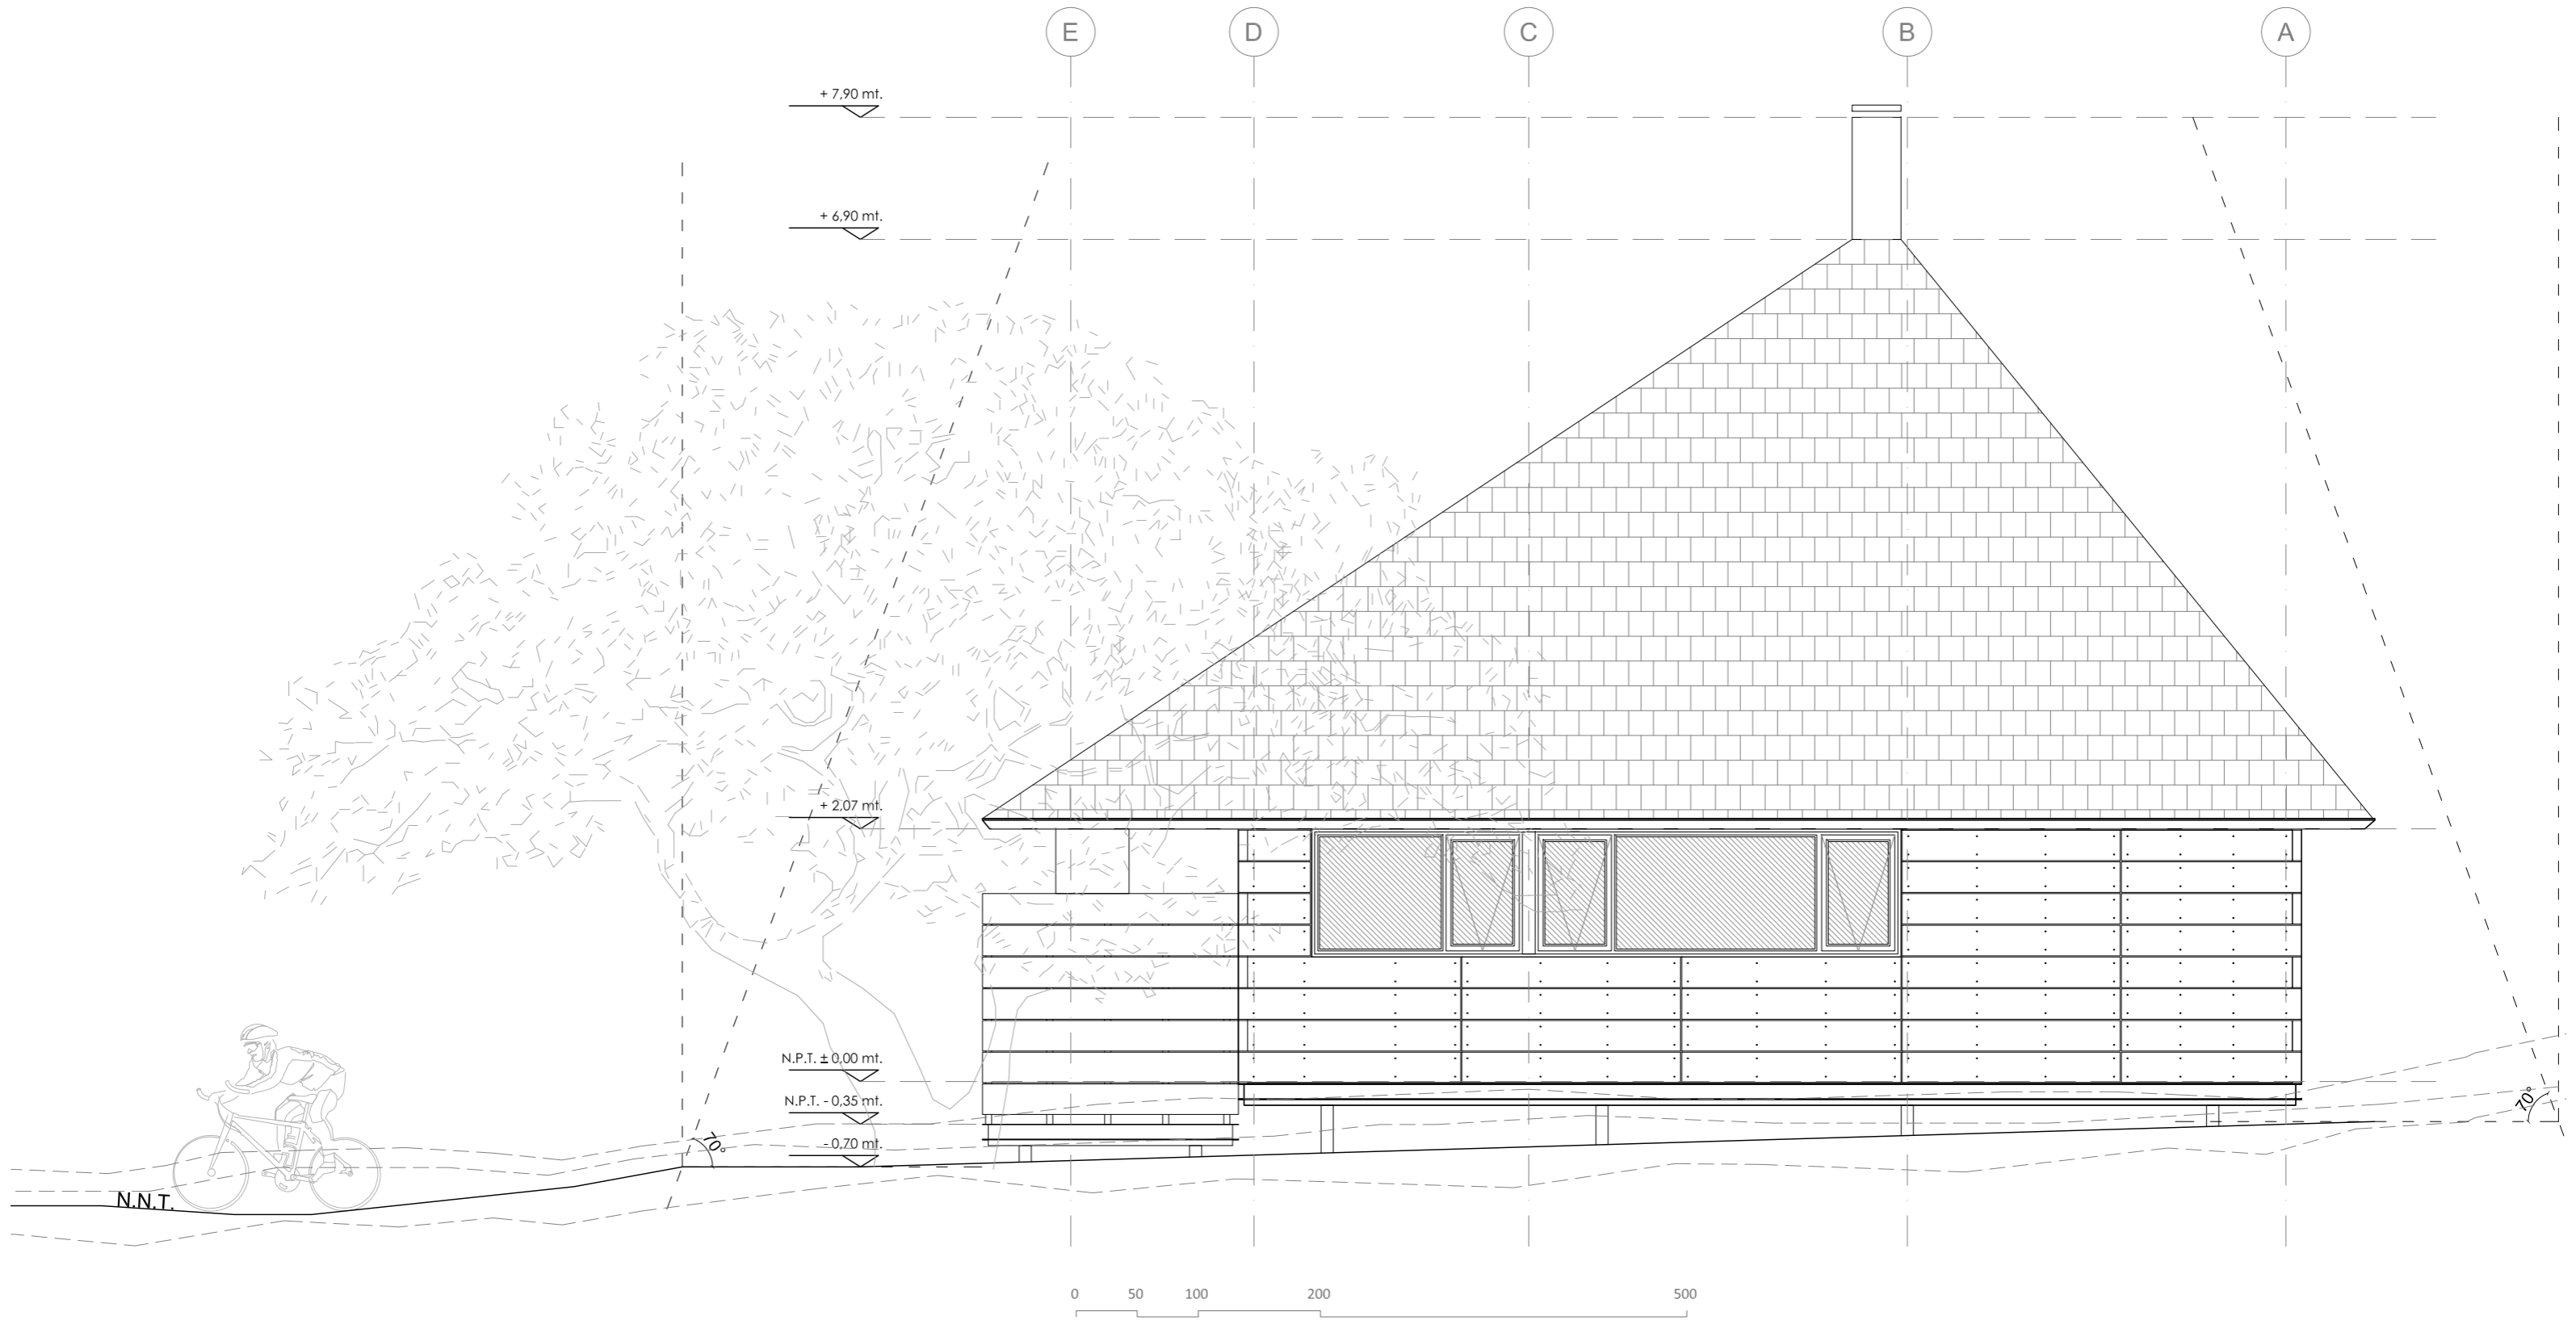 E D C B A
+ 7,90 mt.
+ 6,90 mt.
+ 2,07 mt.
N.P.T. ± 0,00 mt.
N.P.T. - 0,35 mt.
- 0,70 mt.
70°
70°
N.N.T.
0 50 100 200 500